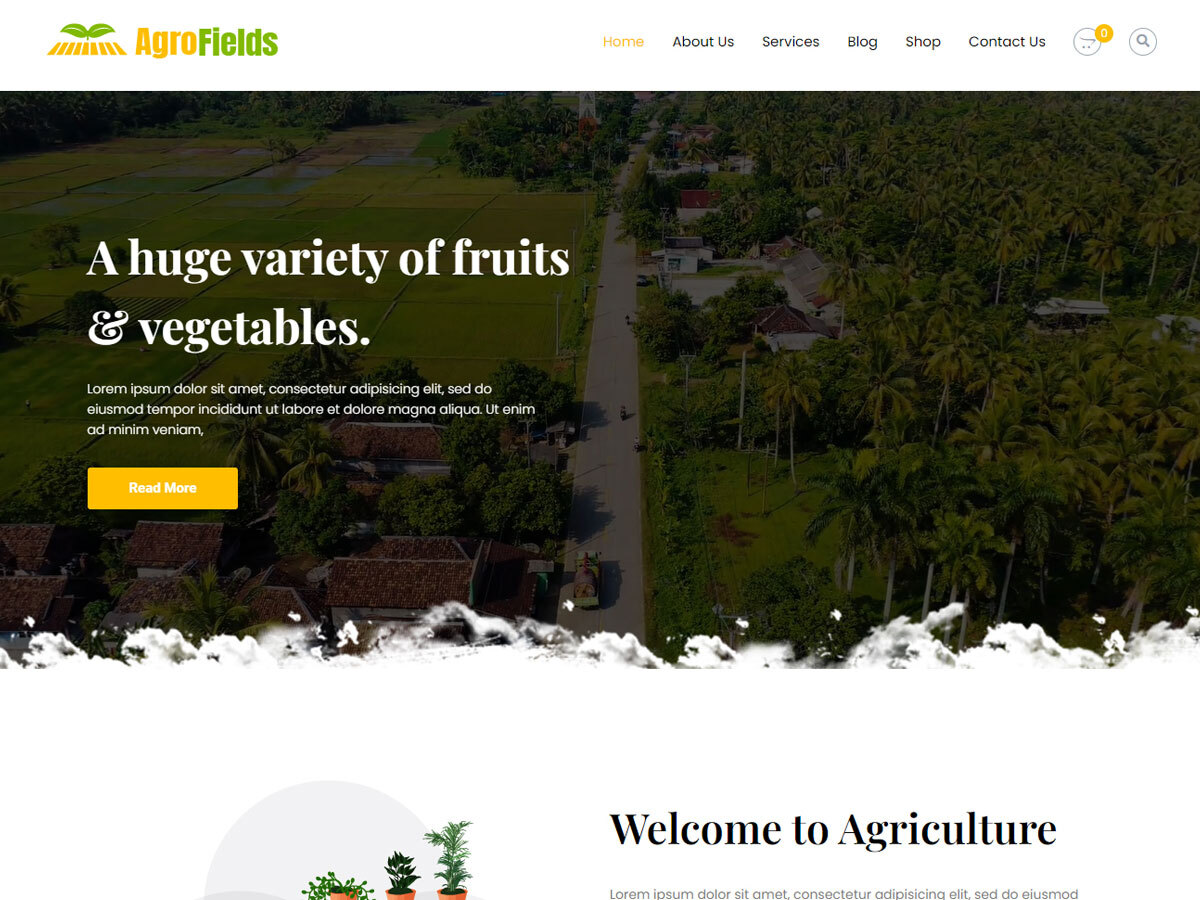 AgroFields
Home
About Us
Services
Blog
Shop
Contact Us
0
A huge variety of fruits
& vegetables.
Lorem ipsum dolor sit amet, consectetur adipisicing elit, sed do
eiusmod tempor incididunt ut labore et dolore magna aliqua. Ut enim
ad minim veniam,
Read More
Welcome to Agriculture
Lorem ipsum dolor sit amet, consectetur adipisicing elit, sed do eiusmod